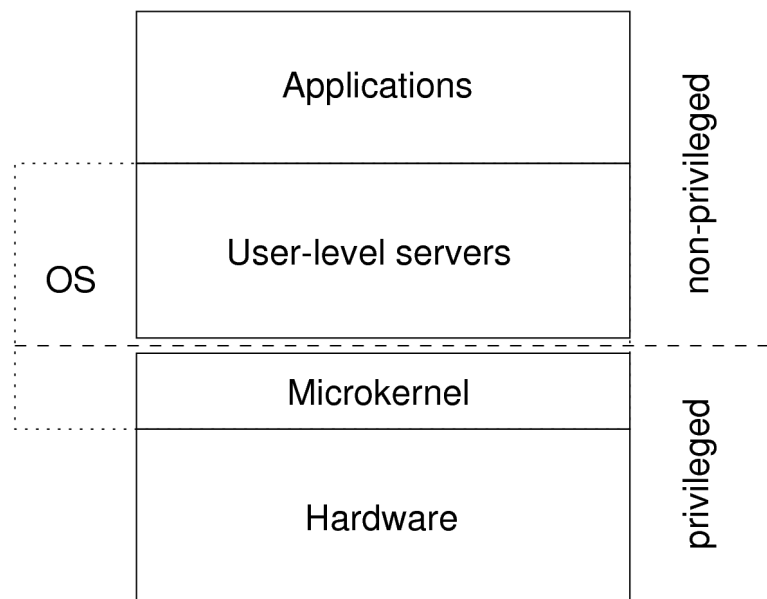 Applications
non-privileged
User-level servers
OS
Microkernel
privileged
Hardware